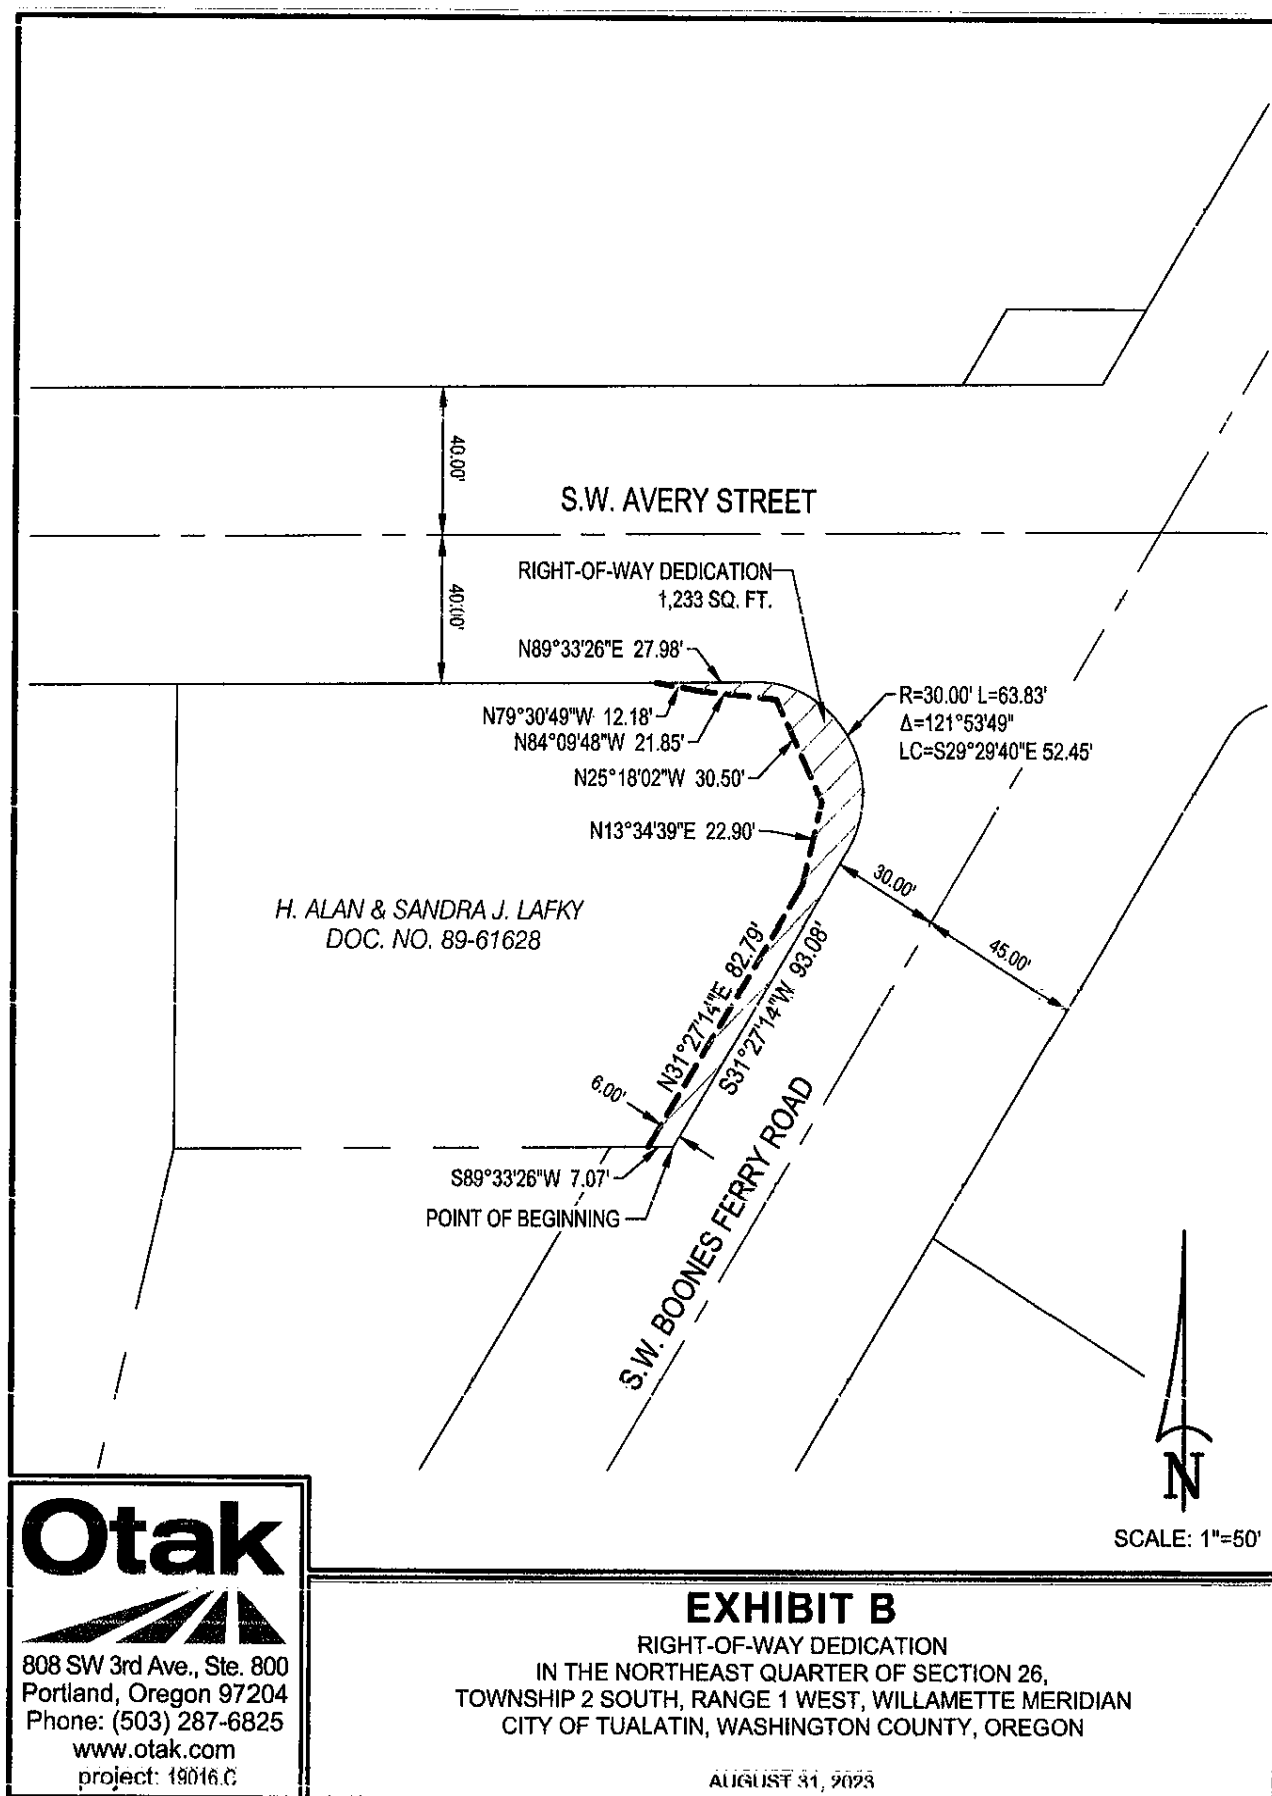 40.00'
S.W. AVERY STREET
40.00'
RIGHT-OF-WAY DEDICATION
1,233 SQ. FT.
N89°33'26"E 27.98'
N79°30'49"W 12.18'
N84°09'48"W 21.85'
R=30.00' L=63.83'
Δ=121°53'49"
LC=S29°29'40"E 52.45'
N25°18'02"W 30.50'
N13°34'39"E 22.90'
30.00'
45.00'
H. ALAN & SANDRA J. LAFKY
DOC. NO. 89-61628
N31°27'14"E 82.79'
S31°27'14"W 93.08'
6.00'
S89°33'26"W 7.07'
POINT OF BEGINNING
S.W. BOONES FERRY ROAD
N
SCALE: 1"=50'
Otak
808 SW 3rd Ave., Ste. 800
Portland, Oregon 97204
Phone: (503) 287-6825
www.otak.com
project: 19016.C
EXHIBIT B
RIGHT-OF-WAY DEDICATION
IN THE NORTHEAST QUARTER OF SECTION 26,
TOWNSHIP 2 SOUTH, RANGE 1 WEST, WILLAMETTE MERIDIAN
CITY OF TUALATIN, WASHINGTON COUNTY, OREGON
AUGUST 31, 2023